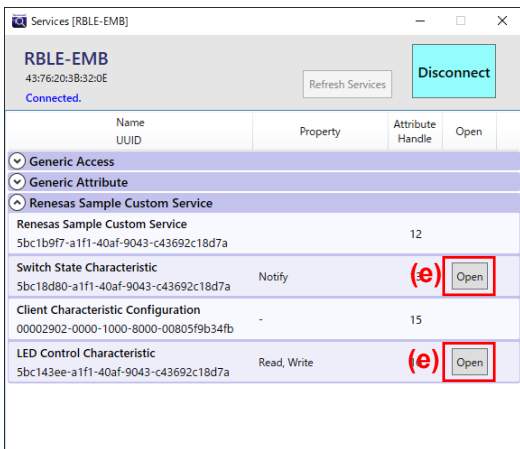 Services [RBLE-EMB]
RBLE-EMB
43:76:20:3B:32:0E
Connected.
Refresh Services
Disconnect
Name
UUID
Property
Attribute
Handle
Open
Generic Access
Generic Attribute
Renesas Sample Custom Service
Renesas Sample Custom Service
5bc1b9f7-a1f1-40af-9043-c43692c18d7a
12
Switch State Characteristic
5bc18d80-a1f1-40af-9043-c43692c18d7a
Notify
(e)
Open
Client Characteristic Configuration
00002902-0000-1000-8000-00805f9b34fb
-
15
LED Control Characteristic
5bc143ee-a1f1-40af-9043-c43692c18d7a
Read, Write
(e)
Open